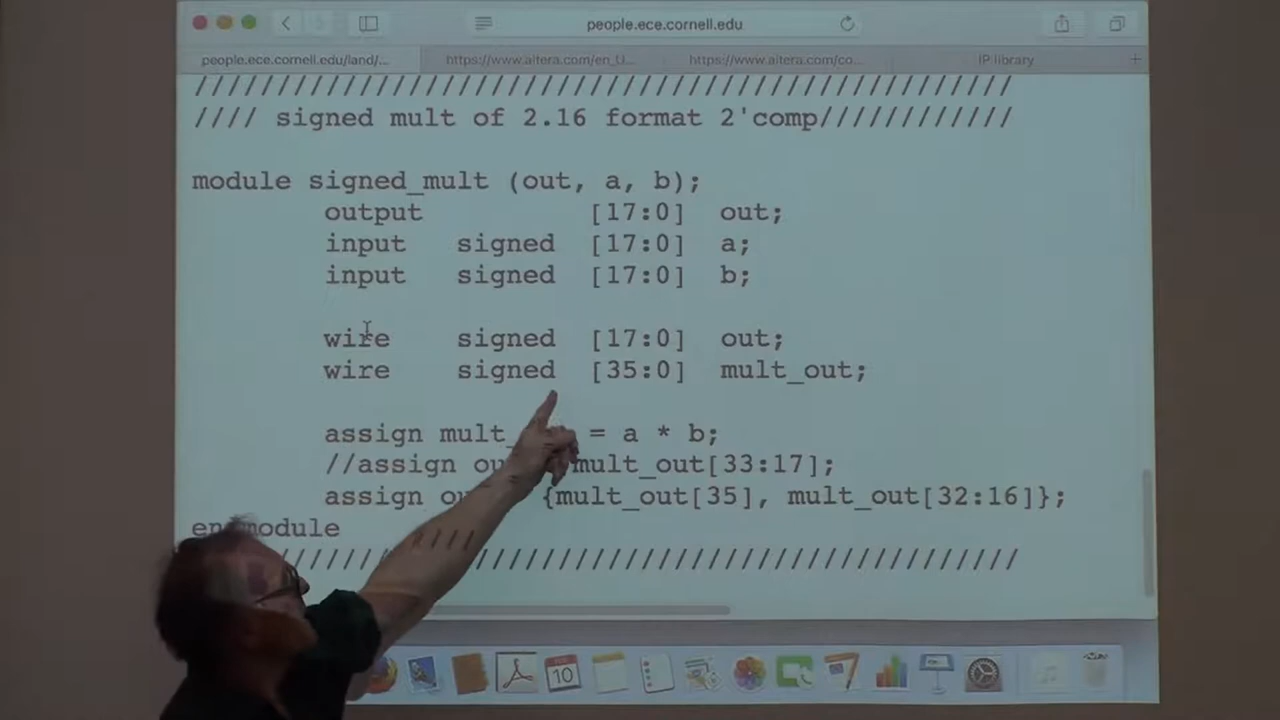 people.ece.cornell.edu
people.ece.cornell.edu/land/... https://www.altera.com/en_U... https://www.altera.com/co... IP library
//////////////////////////////////////////////////
//// signed mult of 2.16 format 2'comp////////////
module signed_mult (out, a, b);
output [17:0] out;
input signed [17:0] a;
input signed [17:0] b;
wire signed [17:0] out;
wire signed [35:0] mult_out;
assign mult_ = a * b;
//assign ou mult_out[33:17];
assign ou {mult_out[35], mult_out[32:16]};
en module
//////////////////////////////////////////////////
10